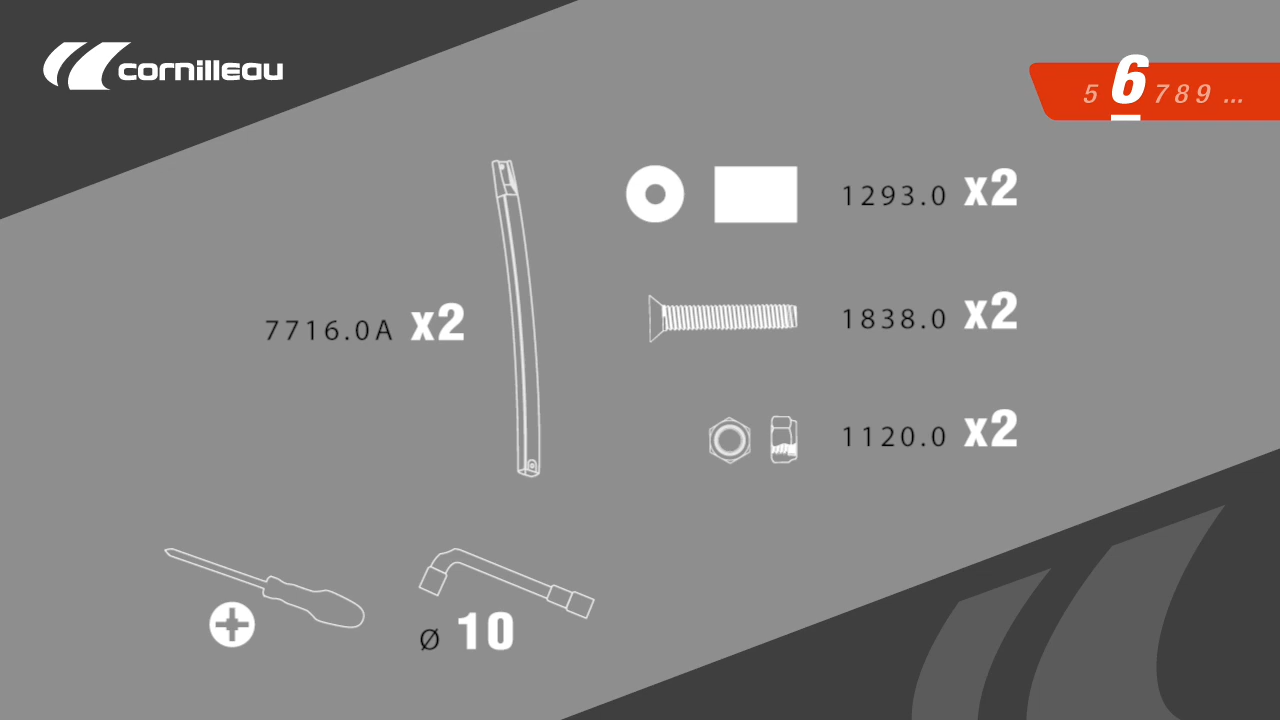 cornilleau
5 6 7 8 9 ...
1293.0 x2
7716.0A x2
1838.0 x2
1120.0 x2
Ø 10